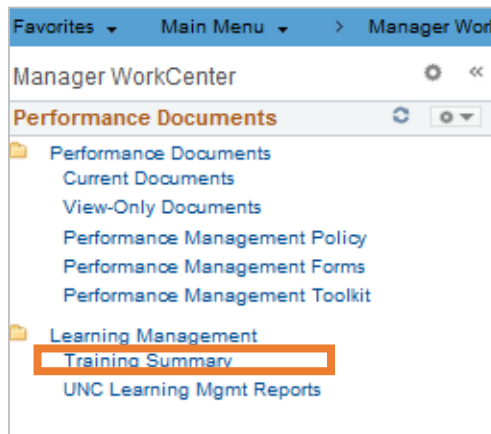 Favorites Main Menu > Manager Wor
Manager WorkCenter «
Performance Documents
Performance Documents
Current Documents
View-Only Documents
Performance Management Policy
Performance Management Forms
Performance Management Toolkit
Learning Management
Training Summary
UNC Learning Mgmt Reports